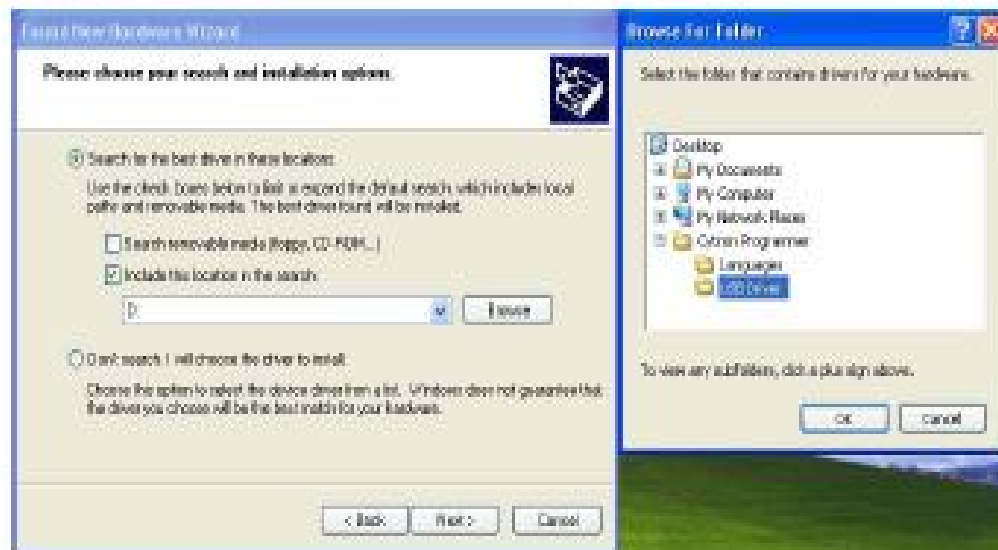 Found New Hardware Wizard
Please choose your search and installation options.
Search for the best driver in these locations.
Use the check boxes below to limit or expand the default search, which includes local
paths and removable media. The best driver found will be installed.
Search removable media (floppy, CD-ROM...)
Include this location in the search:
Browse
Don't search. I will choose the driver to install.
Choose this option to select the device driver from a list. Windows does not guarantee that
the driver you choose will be the best match for your hardware.
< Back
Next >
Cancel
Browse For Folder
Select the folder that contains drivers for your hardware.
Desktop
My Documents
My Computer
My Network Places
Cytron Programmer
Languages
USB Driver
To view any subfolders, click a plus sign above.
OK
Cancel